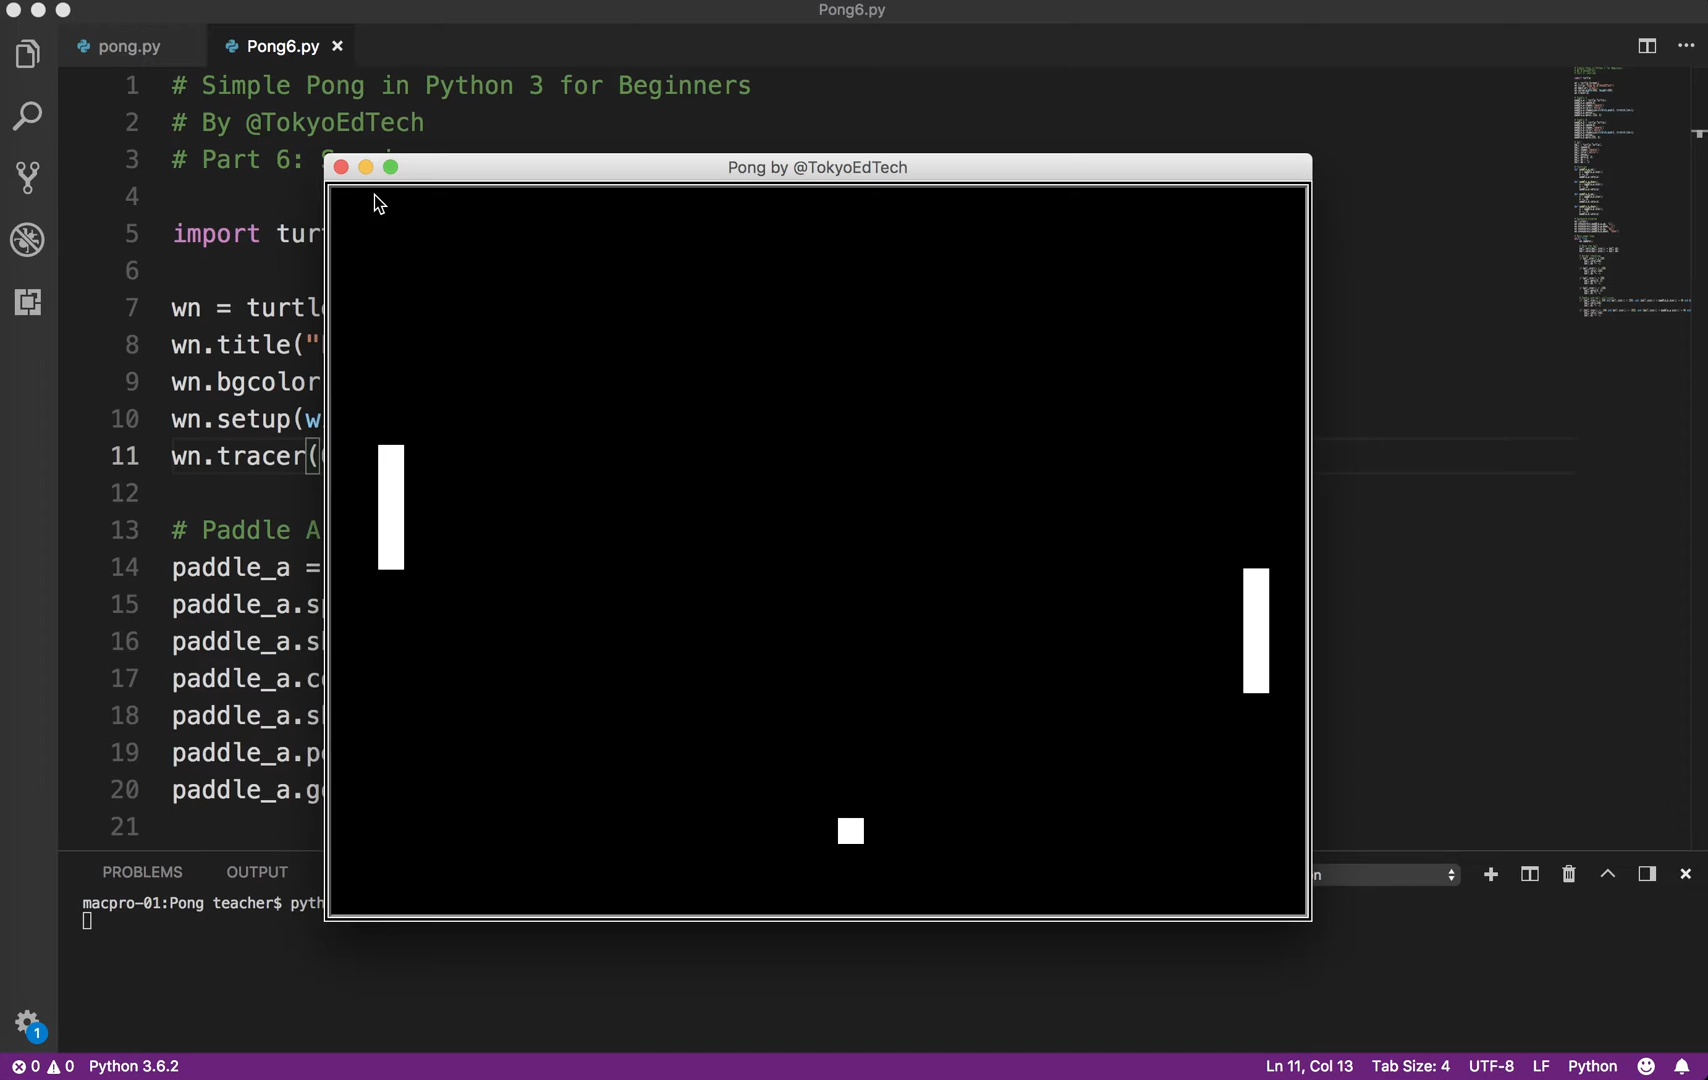 Pong6.py
pong.py
Pong6.py
1 # Simple Pong in Python 3 for Beginners
2 # By @TokyoEdTech
3 # Part 6:
4
5 import tur
6
7 wn = turtle
8 wn.title("
9 wn.bgcolor
10 wn.setup(w
11 wn.tracer(
12
13 # Paddle A
14 paddle_a =
15 paddle_a.s
16 paddle_a.s
17 paddle_a.c
18 paddle_a.s
19 paddle_a.p
20 paddle_a.g
21
Pong by @TokyoEdTech
PROBLEMS OUTPUT
n
macpro-01:Pong teacher$ pyth
1
0 0 Python 3.6.2 Ln 11, Col 13 Tab Size: 4 UTF-8 LF Python